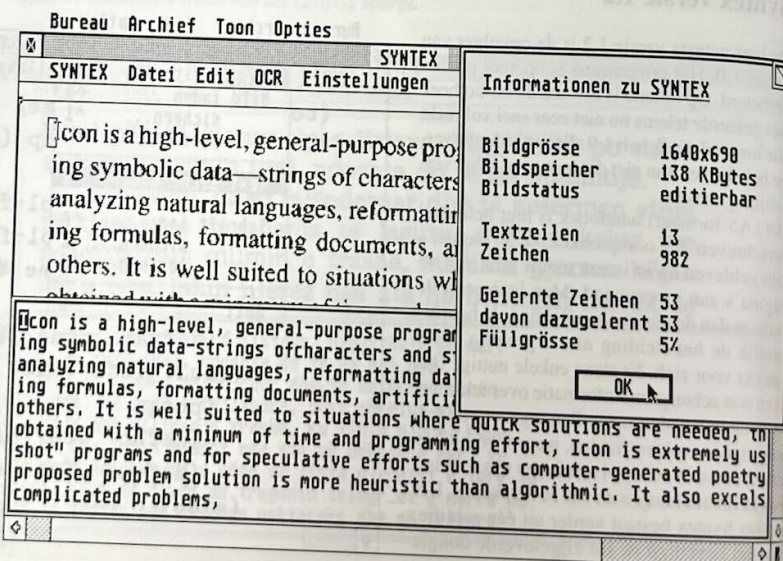 Bureau Archief Toon Opties
SYNTEX
SYNTEX Datei Edit OCR Einstellungen
Icon is a high-level, general-purpose pro
ing symbolic data—strings of characters
analyzing natural languages, reformattin
ing formulas, formatting documents, a
others. It is well suited to situations wh
Informationen zu SYNTEX
Bildgrösse 1640x690
Bildspeicher 138 KBytes
Bildstatus editierbar
Textzeilen 13
Zeichen 982
Gelernte Zeichen 53
davon dazugelernt 53
Füllgrösse 5%
OK
Icon is a high-level, general-purpose program
ing symbolic data-strings ofcharacters and st
analyzing natural languages, reformatting da
ing formulas, formatting documents, artifici
others. It is well suited to situations where quick solutions are needed, th
obtained with a minimum of time and programming effort, Icon is extremely us
shot" programs and for speculative efforts such as computer-generated poetry
proposed problem solution is more heuristic than algorithmic. It also excels
complicated problems,